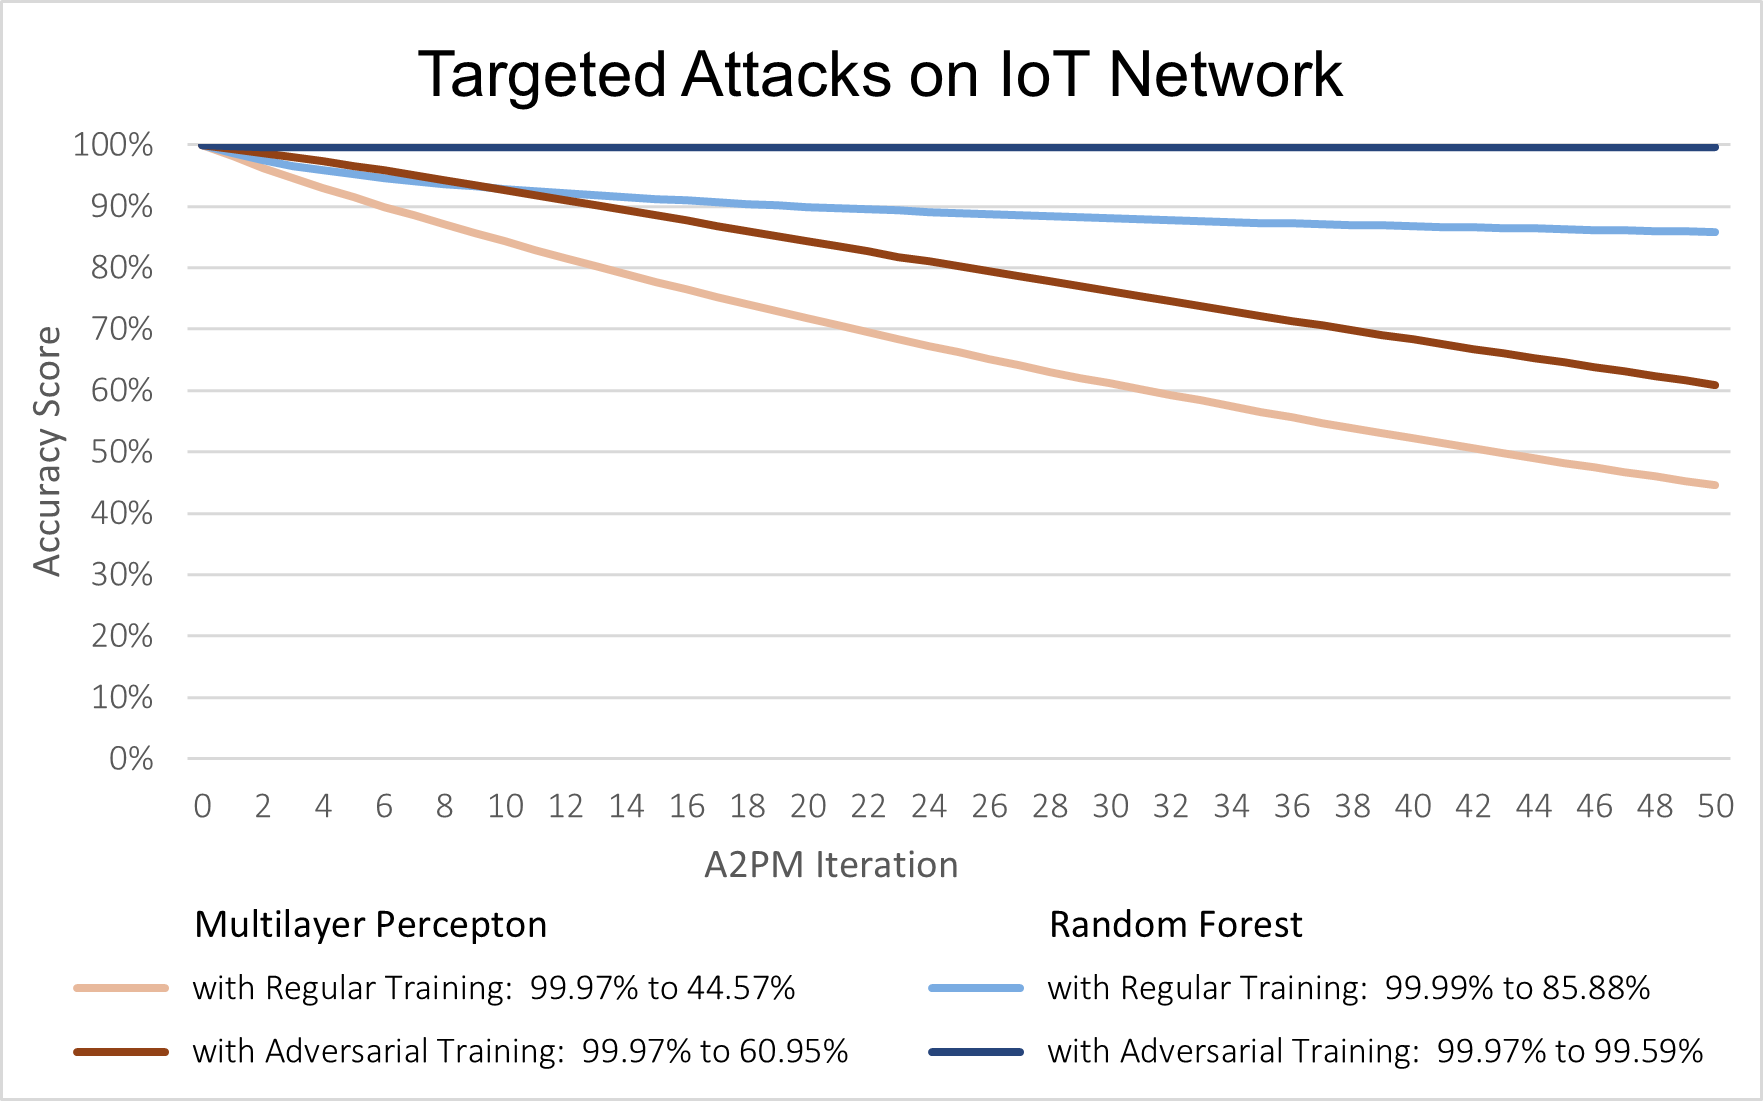 Targeted Attacks on IoT Network
100%
90%
80%
70%
60%
50%
40%
30%
20%
10%
0%
Accuracy Score
0 2 4 6 8 10 12 14 16 18 20 22 24 26 28 30 32 34 36 38 40 42 44 46 48 50
A2PM Iteration
Multilayer Percepton
with Regular Training: 99.97% to 44.57%
with Adversarial Training: 99.97% to 60.95%
Random Forest
with Regular Training: 99.99% to 85.88%
with Adversarial Training: 99.97% to 99.59%